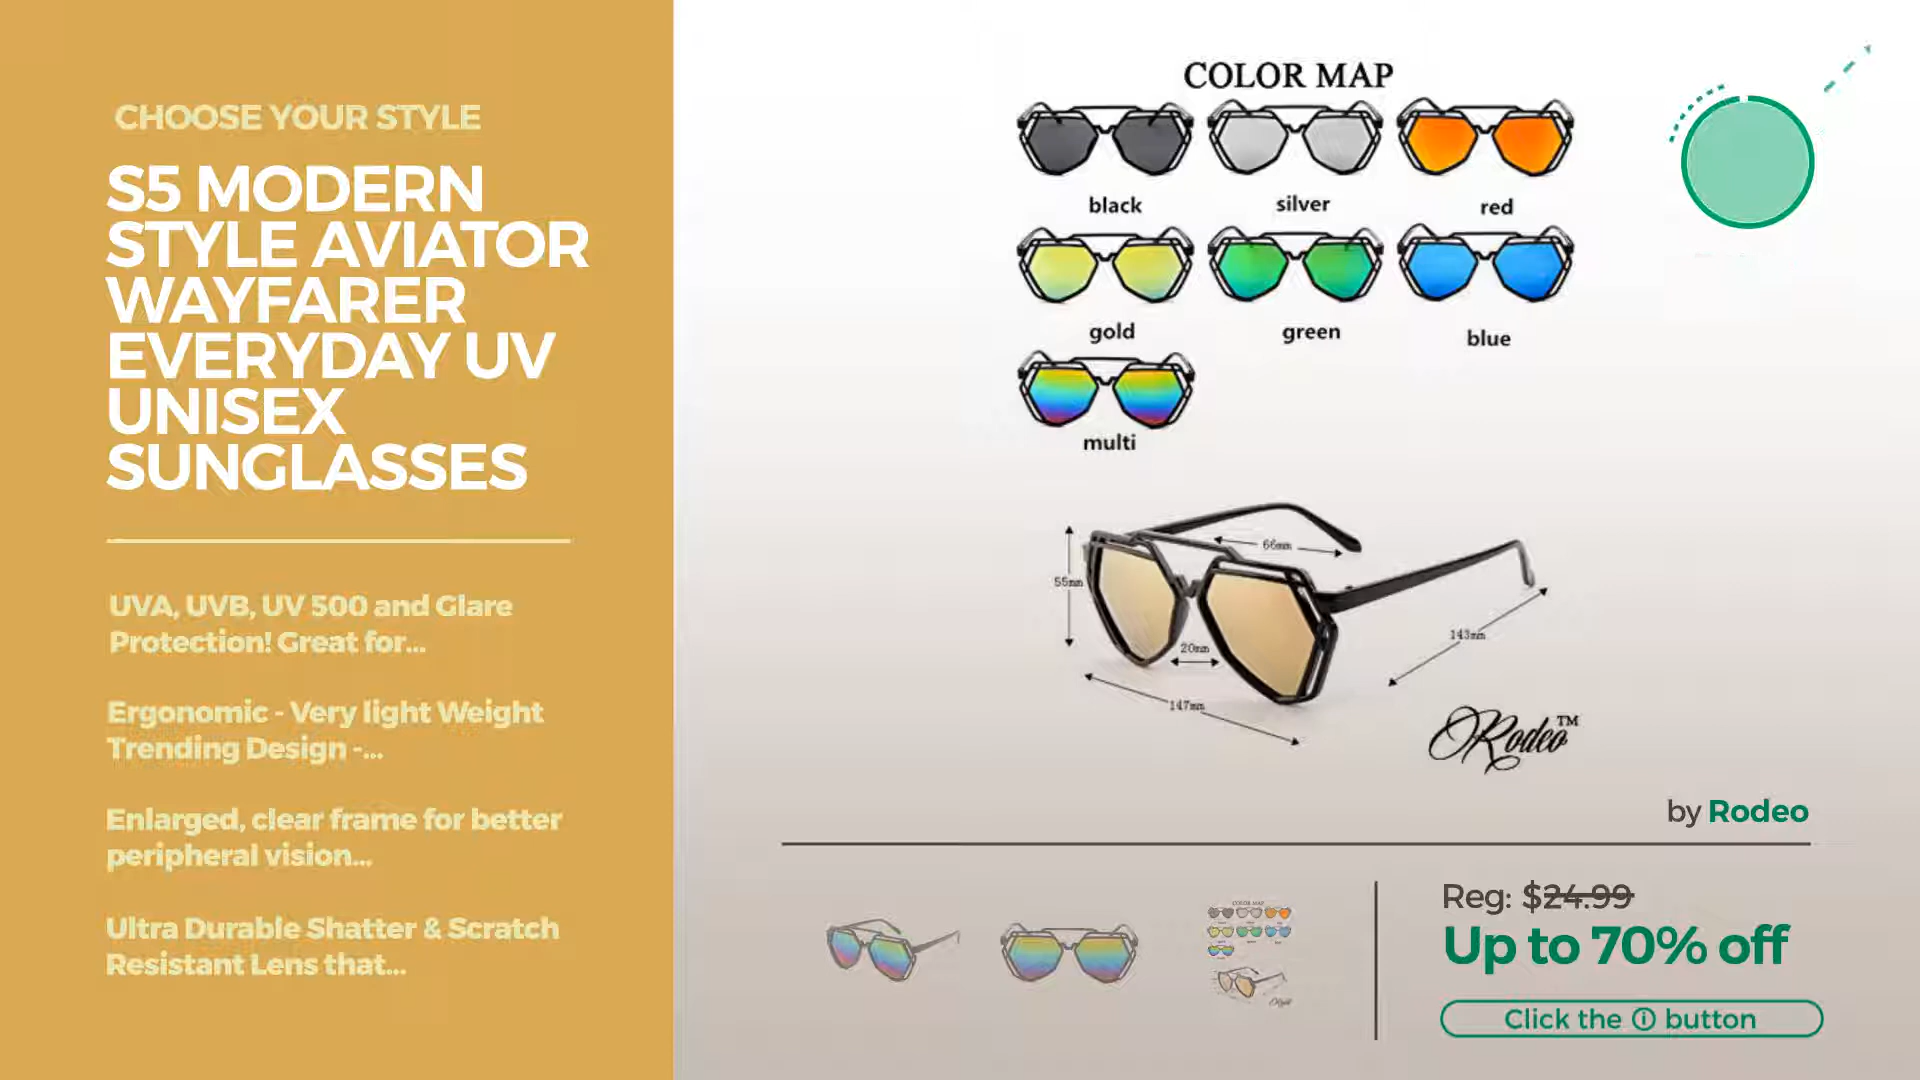 CHOOSE YOUR STYLE
S5 MODERN
STYLE AVIATOR
WAYFARER
EVERYDAY UV
UNISEX
SUNGLASSES
UVA, UVB, UV 500 and Glare
Protection! Great for...
Ergonomic - Very light Weight
Trending Design -...
Enlarged, clear frame for better
peripheral vision...
Ultra Durable Shatter & Scratch
Resistant Lens that...
COLOR MAP
black silver red
gold green blue
multi
66mm
55mm
20mm
143mm
147mm
Rodeo™
by Rodeo
Reg: $24.99
Up to 70% off
Click the ⓘ button
COLOR MAP